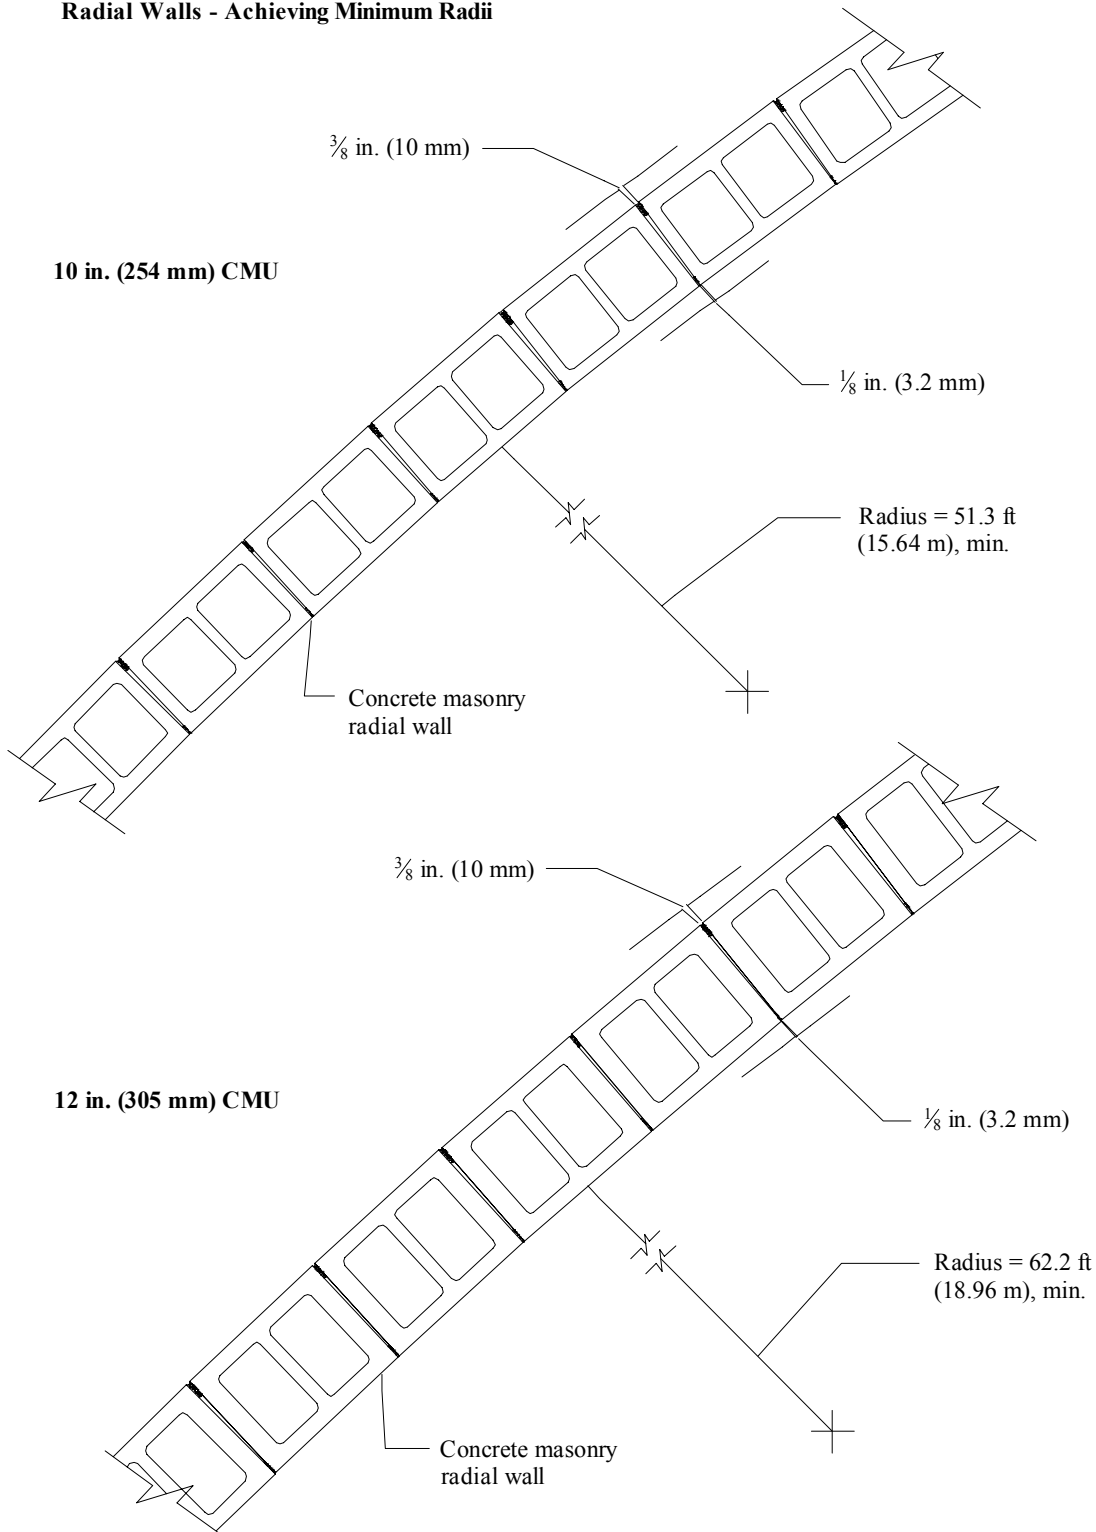 Radial Walls - Achieving Minimum Radii
⅜ in. (10 mm)
10 in. (254 mm) CMU
⅛ in. (3.2 mm)
Radius = 51.3 ft
(15.64 m), min.
Concrete masonry
radial wall
⅜ in. (10 mm)
12 in. (305 mm) CMU
⅛ in. (3.2 mm)
Radius = 62.2 ft
(18.96 m), min.
Concrete masonry
radial wall